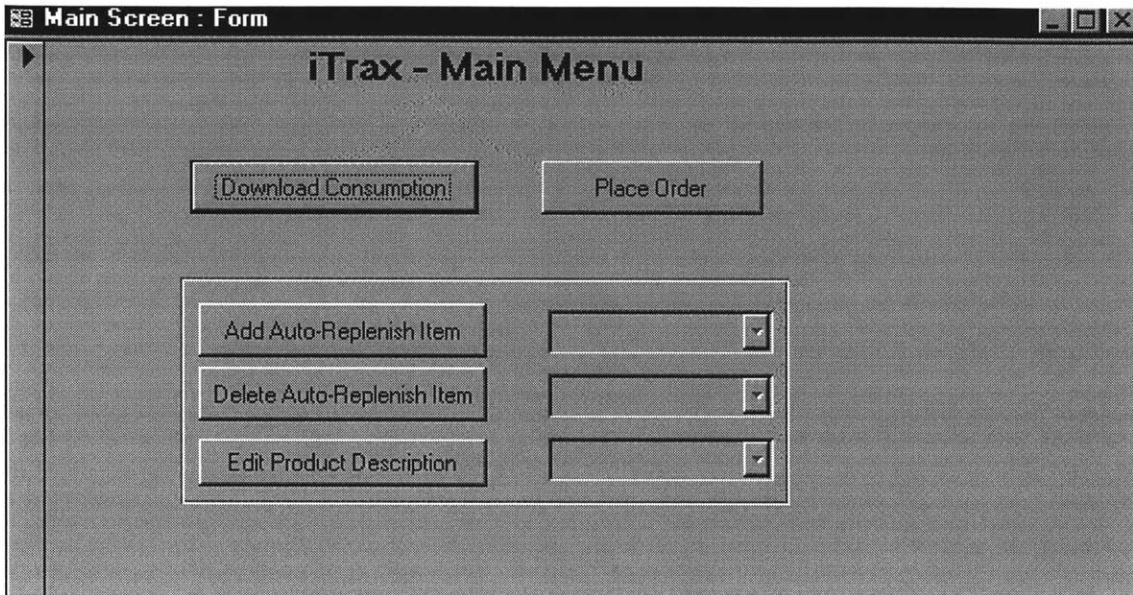 Main Screen : Form
iTrax - Main Menu
Download Consumption
Place Order
Add Auto-Replenish Item
Delete Auto-Replenish Item
Edit Product Description